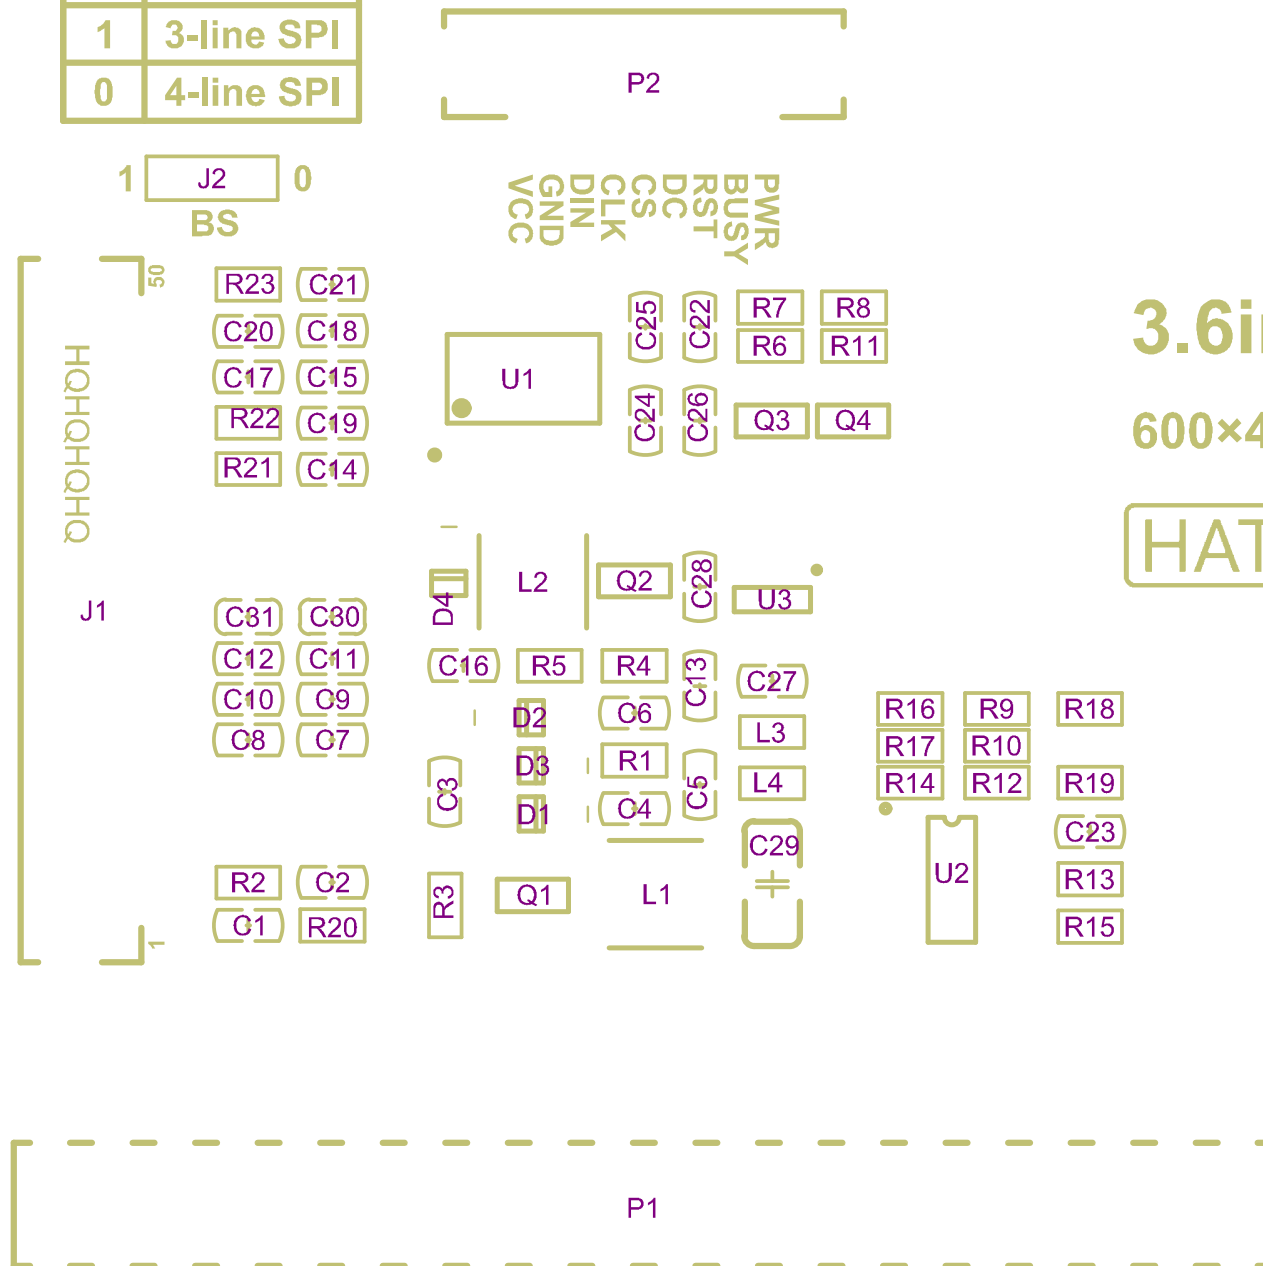 1 3-line SPI
0 4-line SPI
P2
1 J2 0
BS
VCC
GND
DIN
CLK
CS
DC
RST
BUSY
PWR
50
R23 C21
C20 C18
C17 C15
R22 C19
R21 C14
HQHQHQHQ
J1
C25 C22 R7 R8
R6 R11
U1
C24 C26 Q3 Q4
3.6i
600×4
HAT
D4 L2 Q2 C28 U3
C31 C30
C12 C11
C10 C9
C8 C7
C16 R5 R4 C13 C27
D2 C6 L3
D3 R1
C3 C5 L4
D1 C4
R16 R9 R18
R17 R10
R14 R12 R19
C29 C23
U2 R13
R15
R2 C2
C1 R20
R3 Q1 L1
1
P1